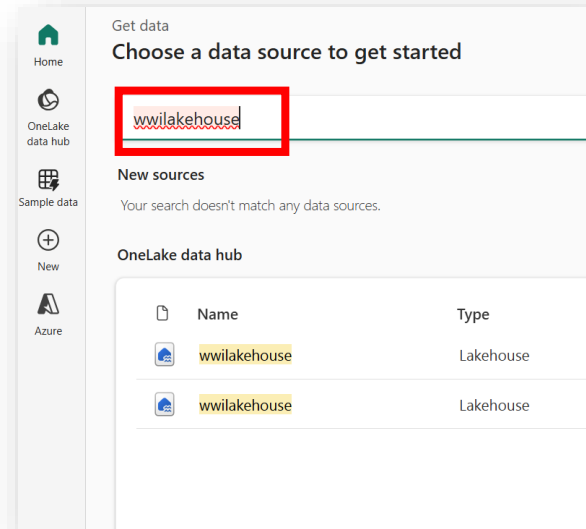 Home
OneLake
data hub
Sample data
New
Azure
Get data
Choose a data source to get started
wwilakehouse
New sources
Your search doesn't match any data sources.
OneLake data hub
Name Type
wwilakehouse Lakehouse
wwilakehouse Lakehouse